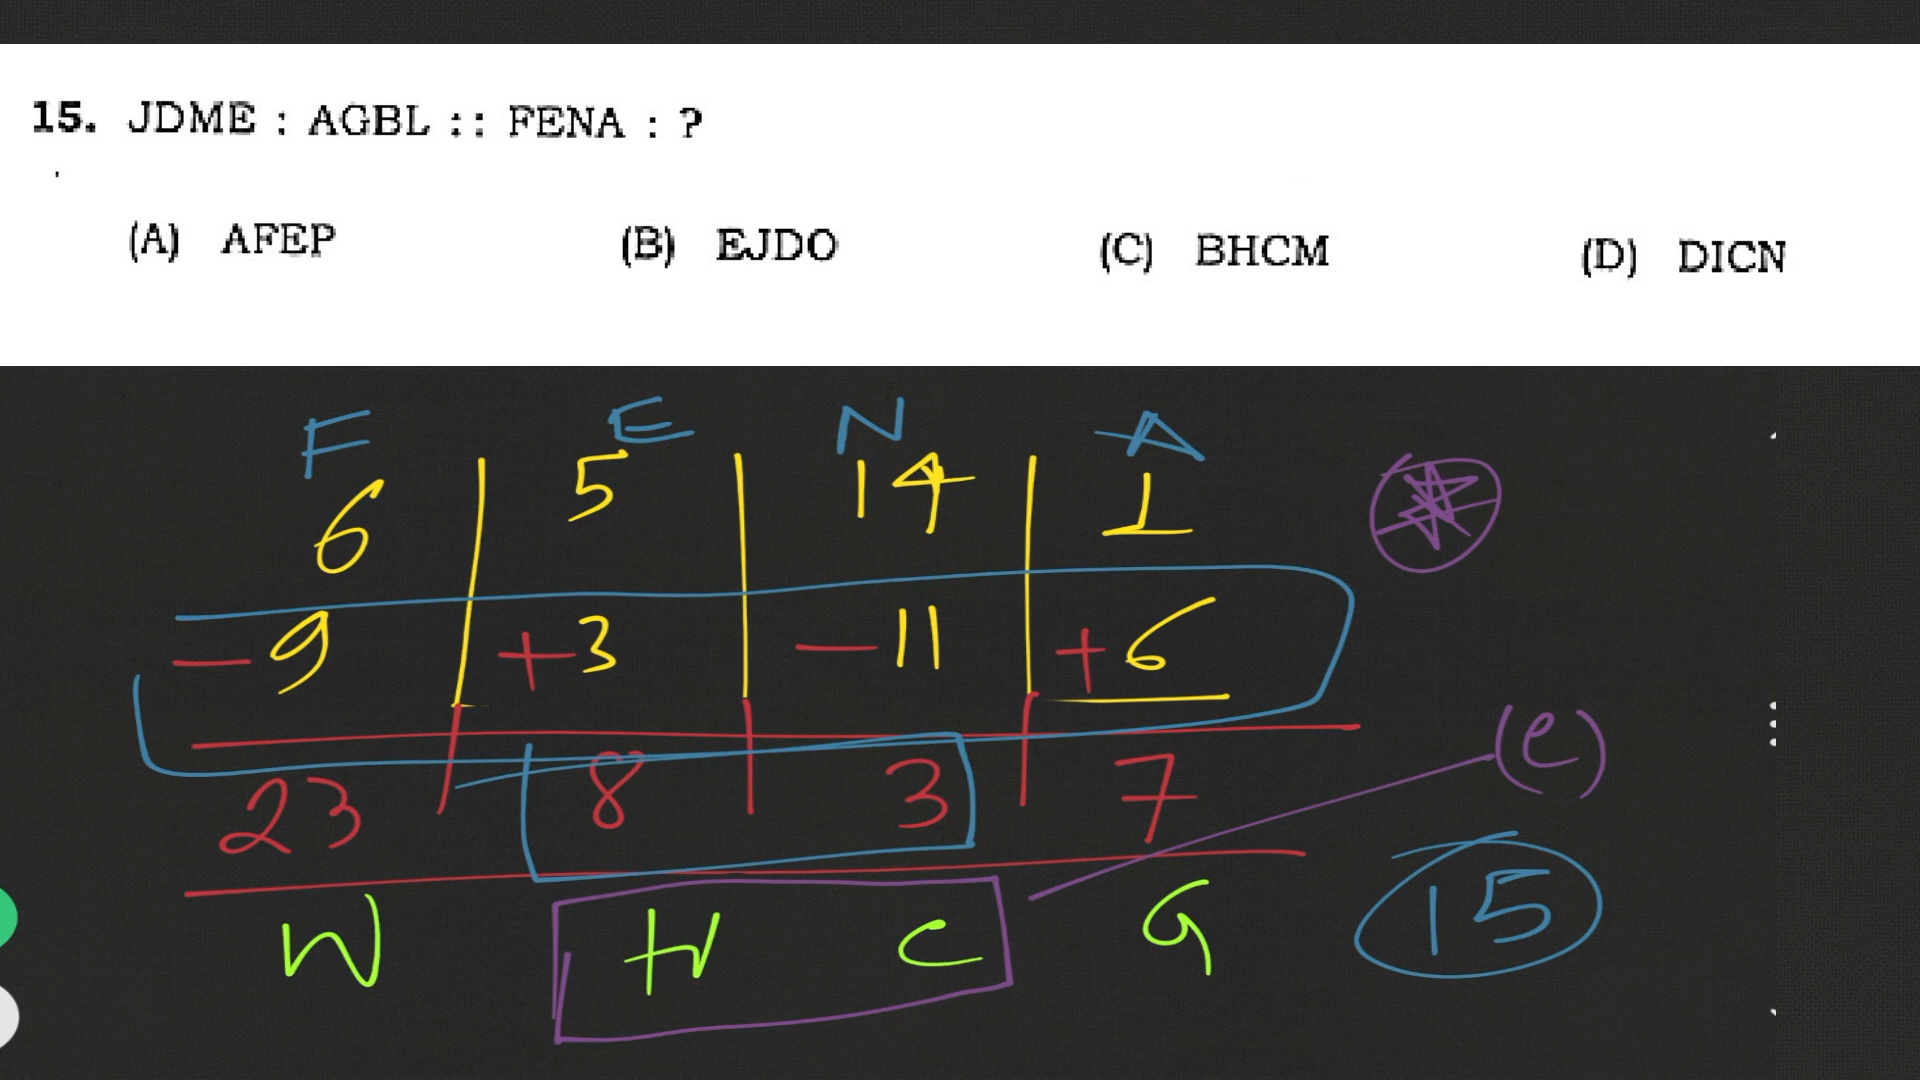 15. JDME : AGBL :: FENA : ?
(A) AFEP (B) EJDO (C) BHCM (D) DICN
F E N A
6 5 14 1
-9 +3 -11 +6
23 8 3 7
(e)
W H C G 15